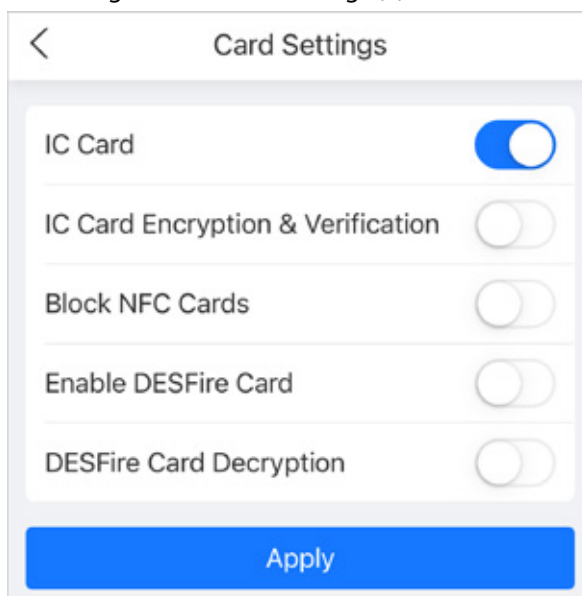 Card Settings
IC Card
IC Card Encryption & Verification
Block NFC Cards
Enable DESFire Card
DESFire Card Decryption
Apply